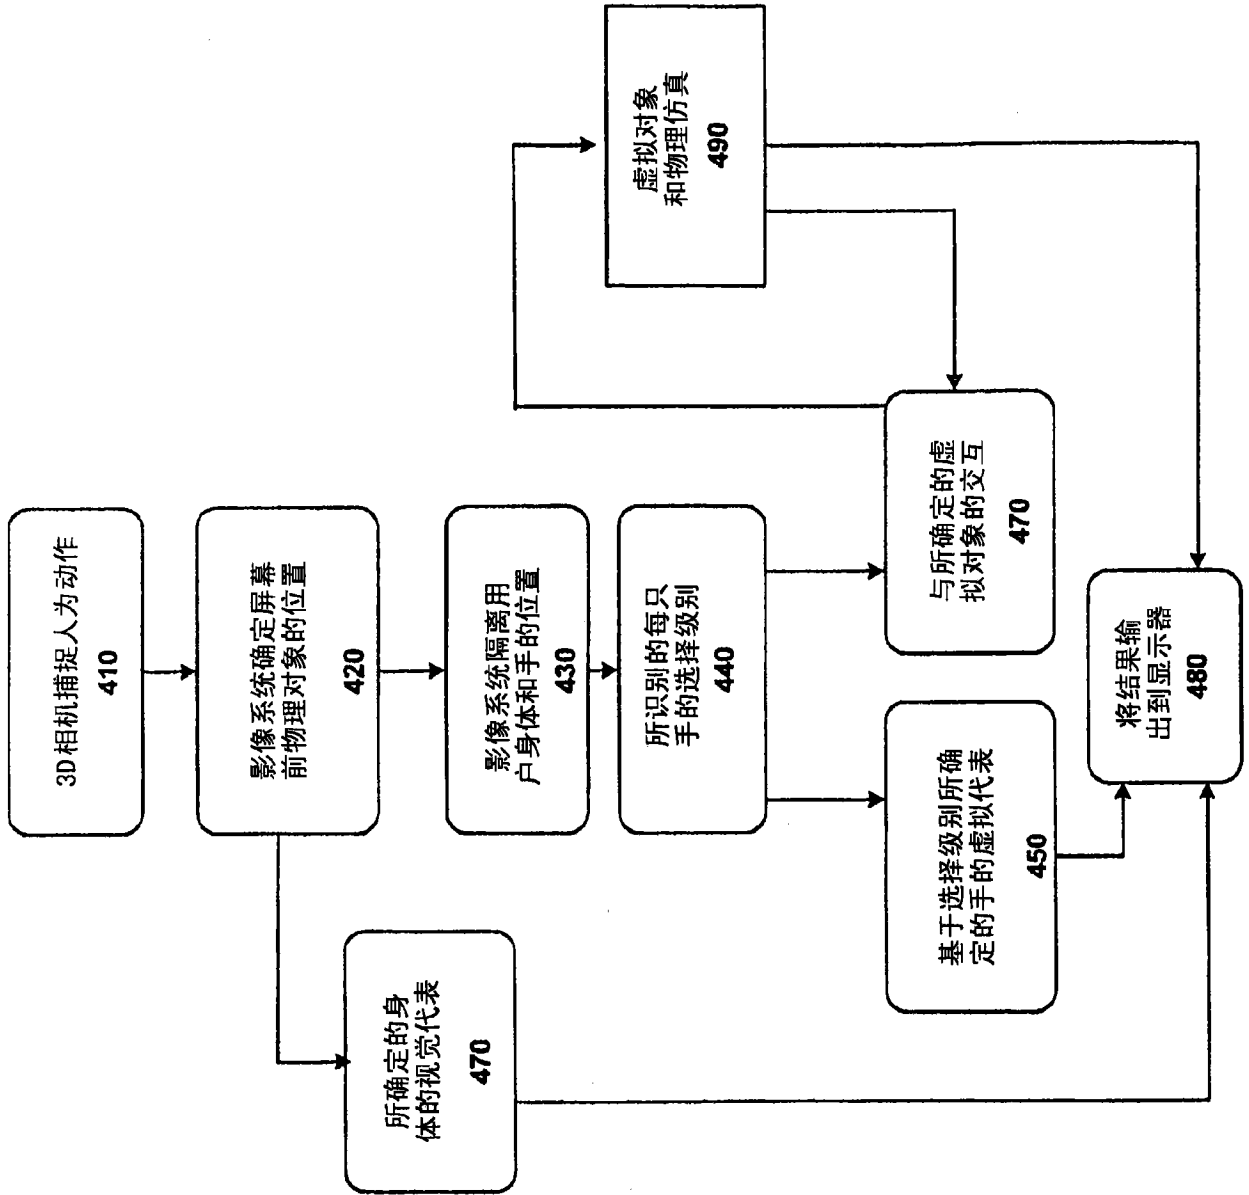 3D相机捕捉人为动作
410
影像系统确定屏幕
前物理对象的位置
420
所确定的身
体的视觉代表
470
影像系统隔离用
户身体和手的位置
430
所识别的每只
手的选择级别
440
虚拟对象
和物理仿真
490
基于选择级别所确
定的手的虚拟代表
450
与所确定的虚
拟对象的交互
470
将结果输
出到显示器
480